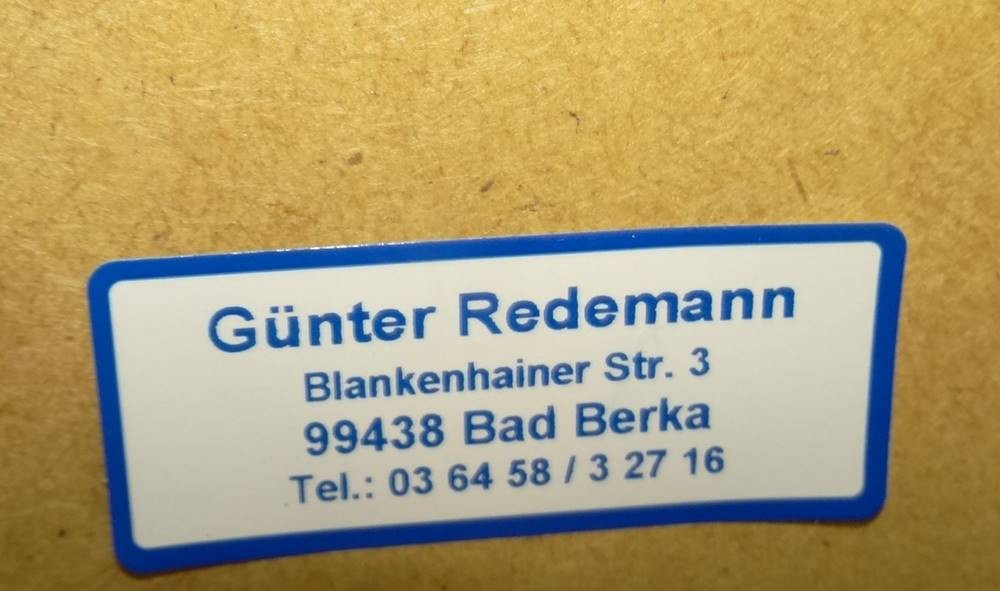 Günter Redemann
Blankenhainer Str. 3
99438 Bad Berka
Tel.: 03 64 58 / 3 27 16